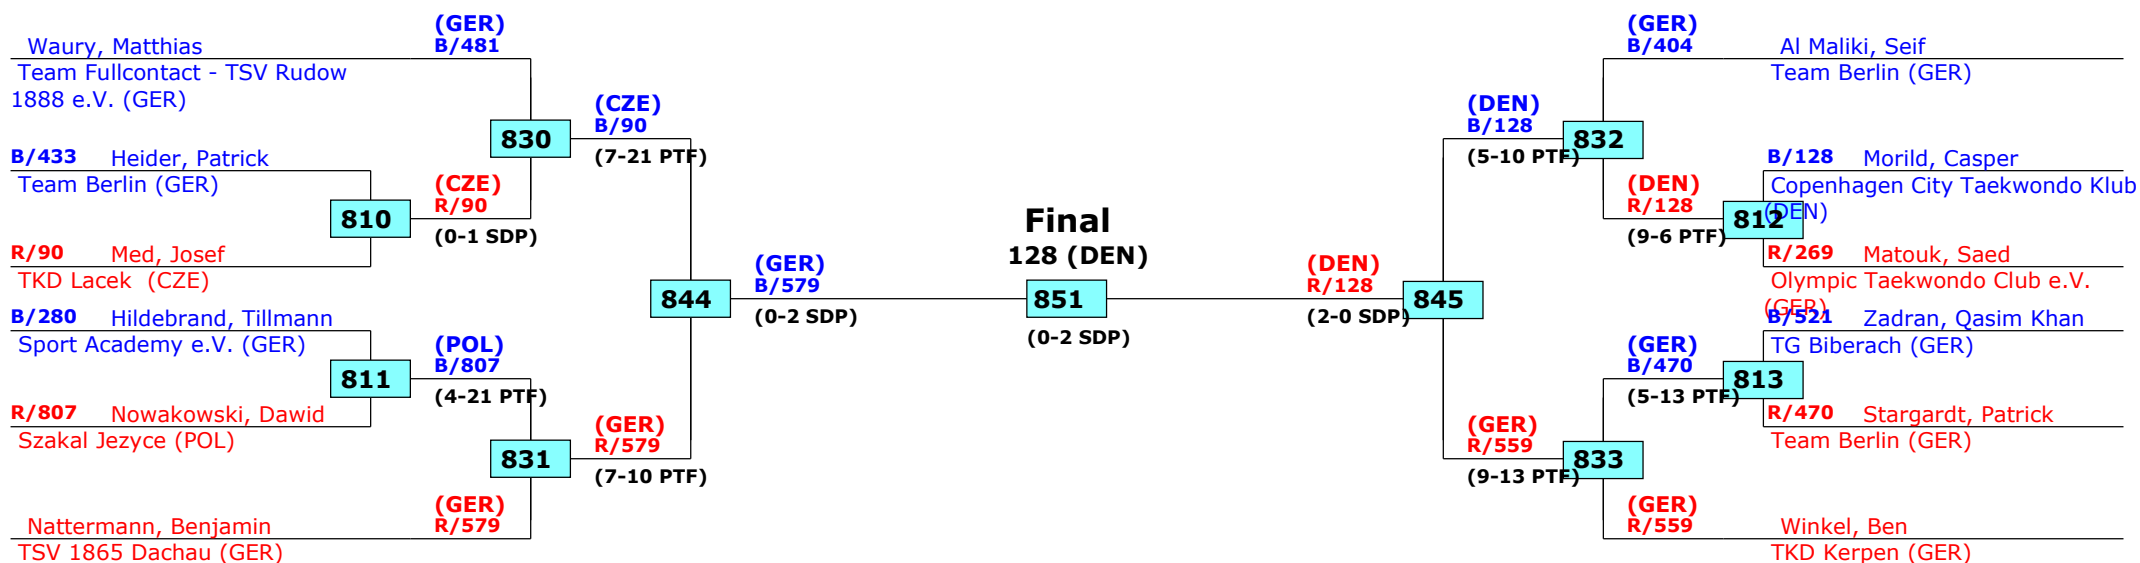 (GER)
B/481
Waury, Matthias
Team Fullcontact - TSV Rudow
1888 e.V. (GER)
B/433 Heider, Patrick
Team Berlin (GER)
810
R/90 Med, Josef
TKD Lacek (CZE)
(CZE)
R/90
(0-1 SDP)
830
(CZE)
B/90
(7-21 PTF)
B/280 Hildebrand, Tillmann
Sport Academy e.V. (GER)
811
R/807 Nowakowski, Dawid
Szakal Jezyce (POL)
(POL)
B/807
(4-21 PTF)
831
(GER)
R/579
Nattermann, Benjamin
TSV 1865 Dachau (GER)
(GER)
R/579
(7-10 PTF)
844
(GER)
B/579
(0-2 SDP)
Final
128 (DEN)
851
(0-2 SDP)
(DEN)
R/128
(2-0 SDP)
845
(DEN)
B/128
(5-10 PTF)
832
(GER)
B/404
Al Maliki, Seif
Team Berlin (GER)
(DEN)
R/128
(9-6 PTF)
812
B/128 Morild, Casper
Copenhagen City Taekwondo Klub
(DEN)
R/269 Matouk, Saed
Olympic Taekwondo Club e.V.
(GER)
B/521 Zadran, Qasim Khan
TG Biberach (GER)
813
R/470 Stargardt, Patrick
Team Berlin (GER)
(GER)
B/470
(5-13 PTF)
(GER)
R/559
(9-13 PTF)
833
(GER)
R/559
Winkel, Ben
TKD Kerpen (GER)